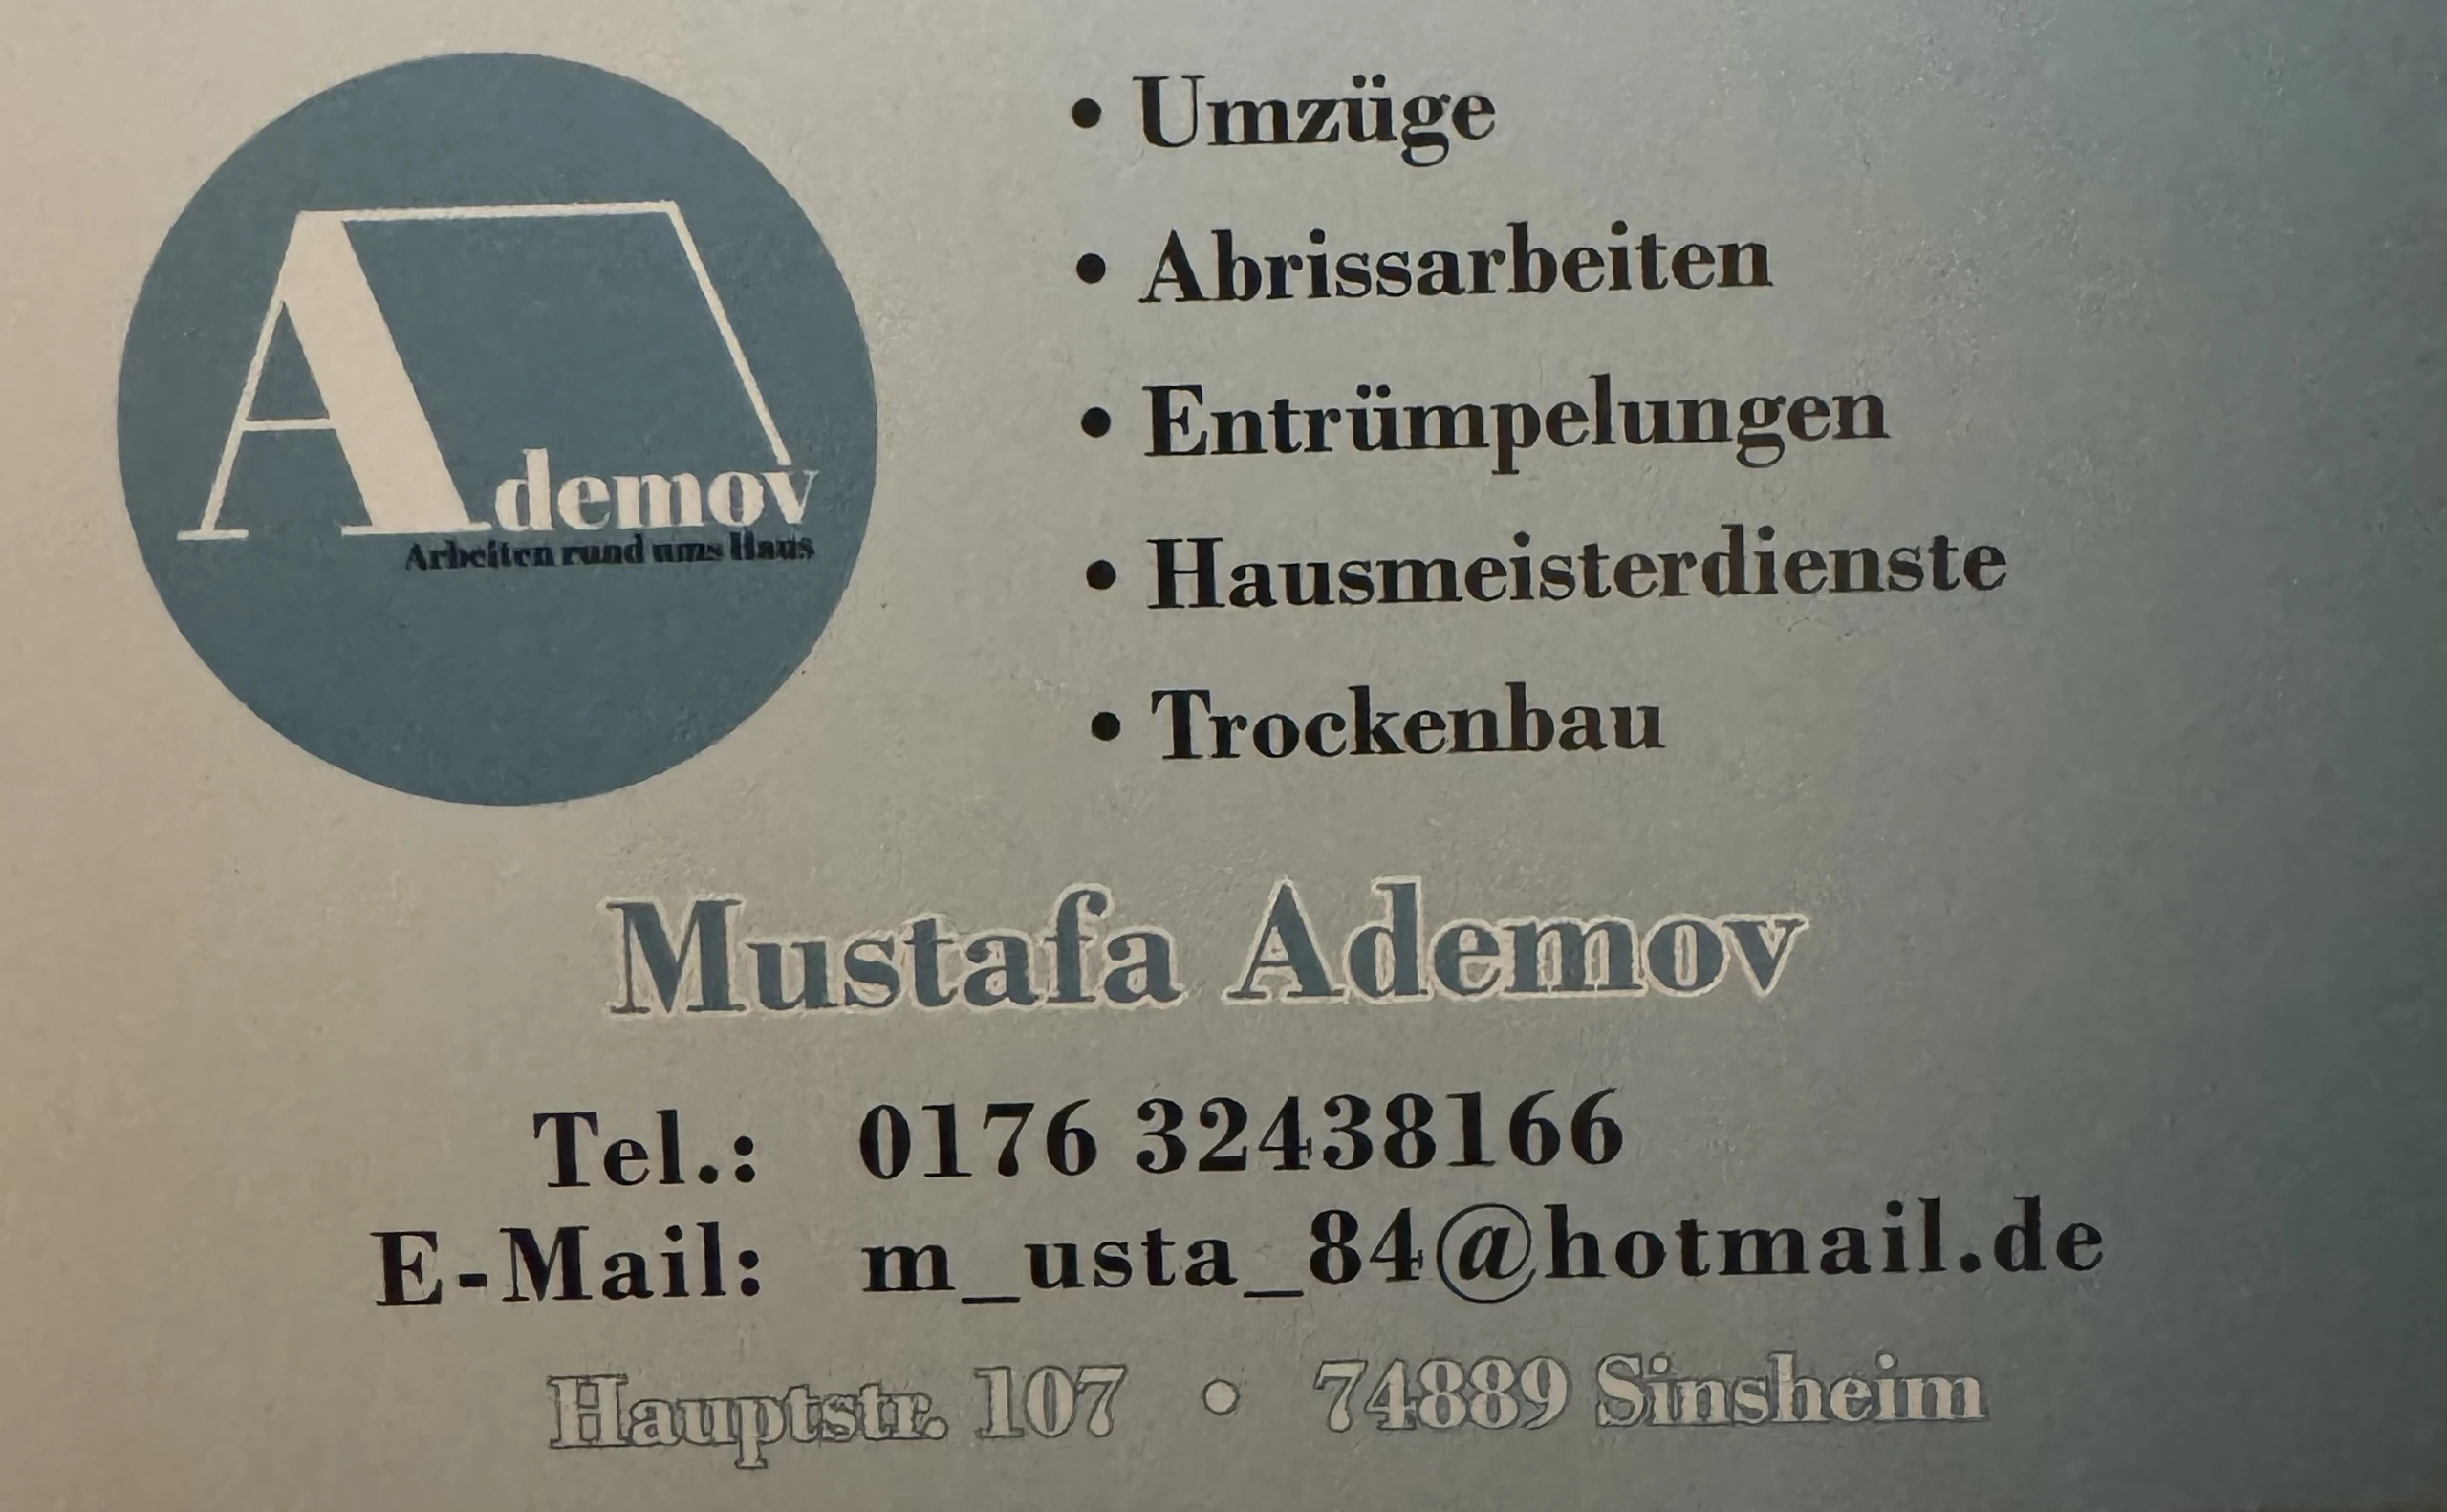 Ademov
Arbeiten rund ums Haus
• Umzüge
• Abrissarbeiten
• Entrümpelungen
• Hausmeisterdienste
• Trockenbau
Mustafa Ademov
Tel.: 0176 32438166
E-Mail: m_usta_84@hotmail.de
Hauptstr. 107 • 74889 Sinsheim